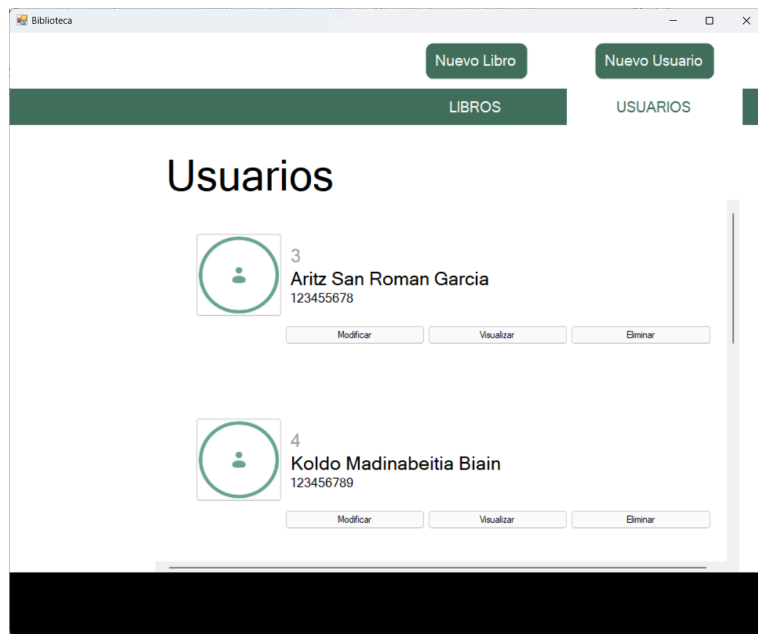 Biblioteca
Nuevo Libro
Nuevo Usuario
LIBROS
USUARIOS
Usuarios
3
Aritz San Roman Garcia
123455678
Modificar
Visualizar
Eliminar
4
Koldo Madinabeitia Biain
123456789
Modificar
Visualizar
Eliminar